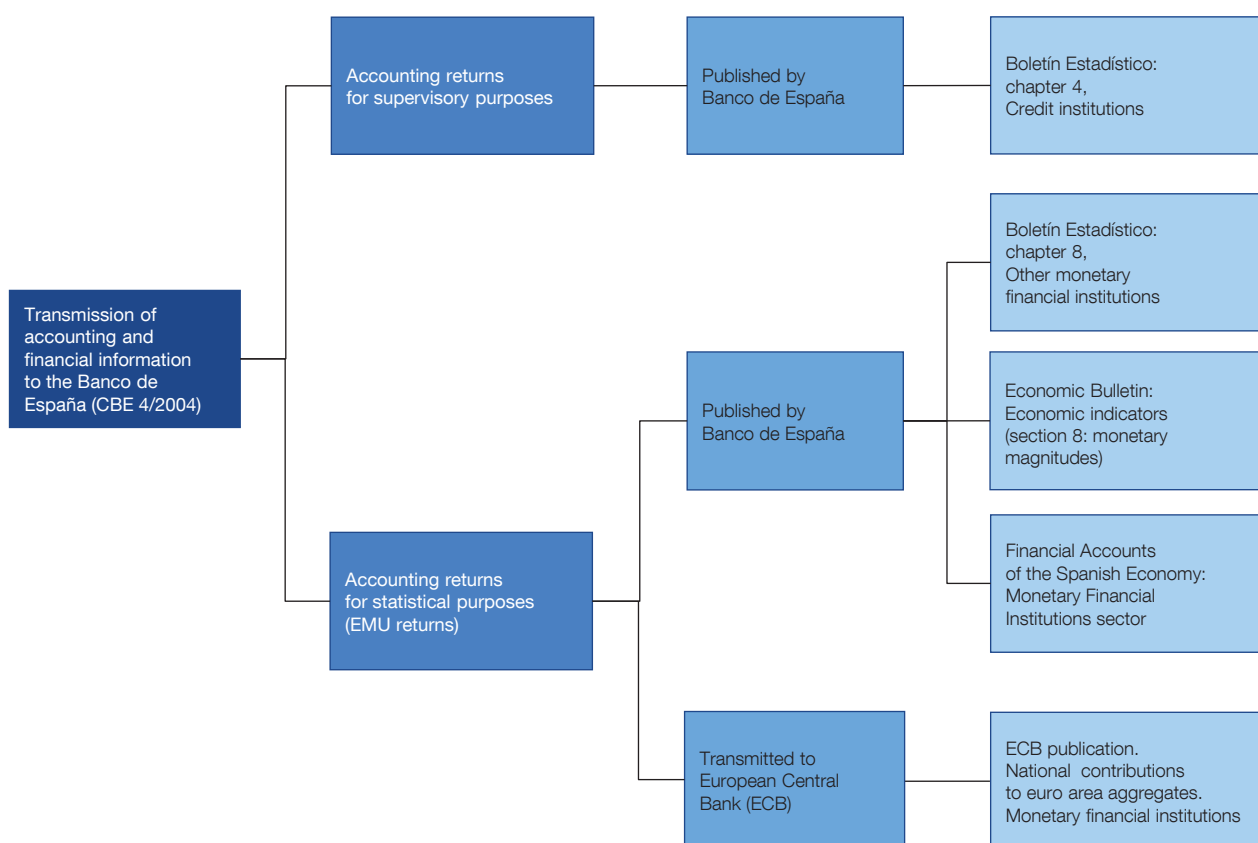 Accounting returns
for supervisory purposes
Published by
Banco de España
Boletín Estadístico:
chapter 4,
Credit institutions
Boletín Estadístico:
chapter 8,
Other monetary
financial institutions
Transmission of
accounting and
financial information
to the Banco de
España (CBE 4/2004)
Published by
Banco de España
Economic Bulletin:
Economic indicators
(section 8: monetary
magnitudes)
Accounting returns
for statistical purposes
(EMU returns)
Financial Accounts
of the Spanish Economy:
Monetary Financial
Institutions sector
Transmitted to
European Central
Bank (ECB)
ECB publication.
National contributions
to euro area aggregates.
Monetary financial institutions